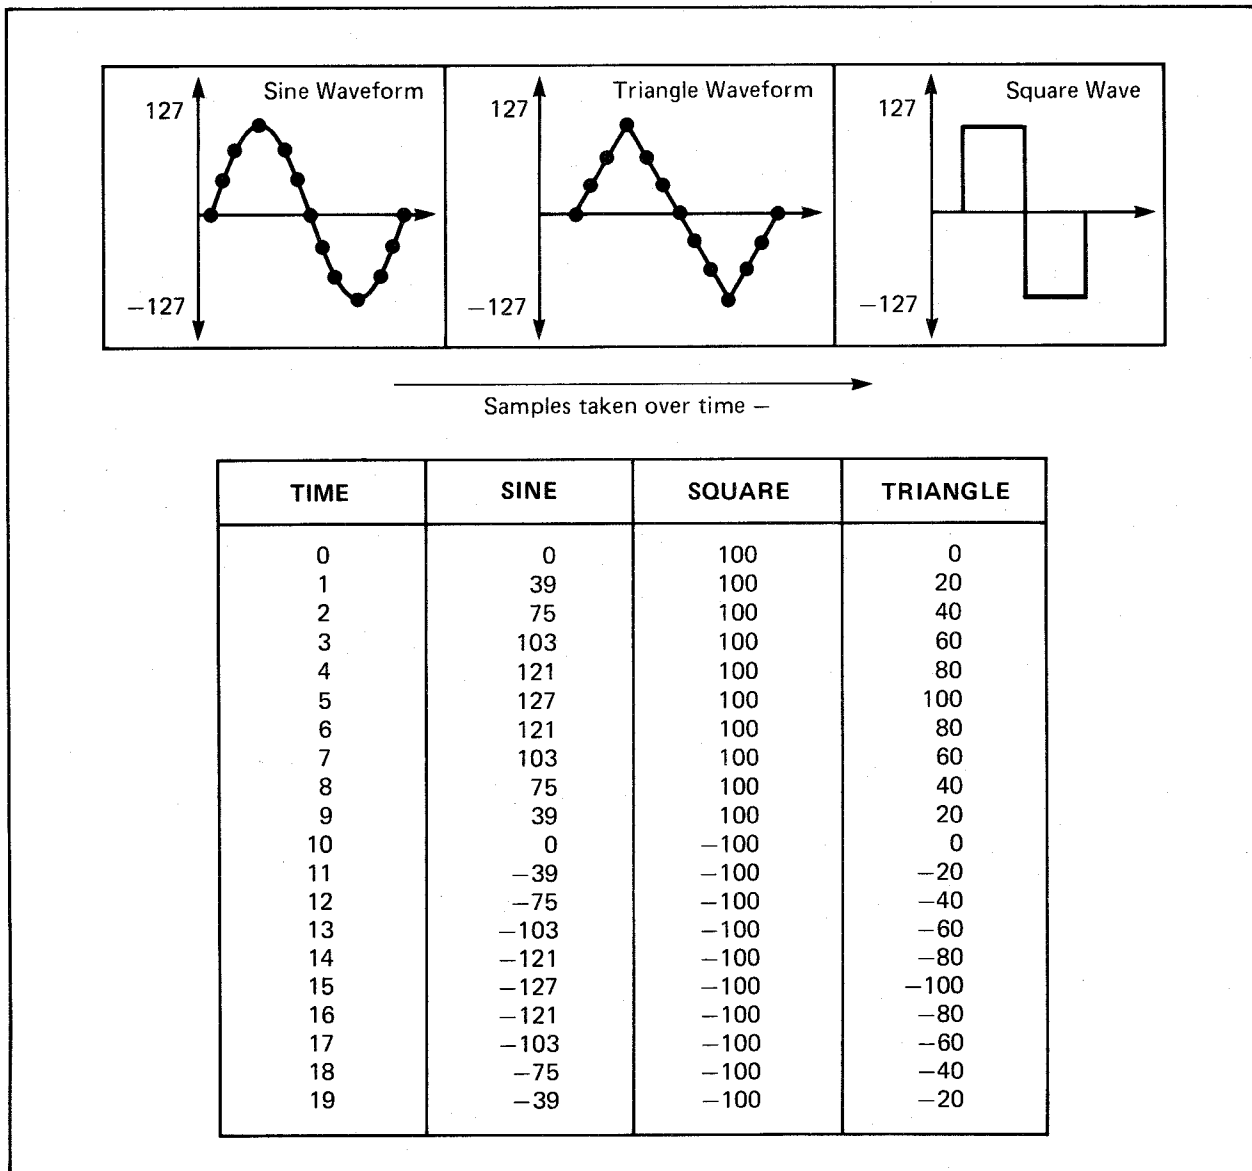 Sine Waveform
127
−127
Triangle Waveform
127
−127
Square Wave
127
−127
Samples taken over time −
TIME SINE SQUARE TRIANGLE
0 0 100 0
1 39 100 20
2 75 100 40
3 103 100 60
4 121 100 80
5 127 100 100
6 121 100 80
7 103 100 60
8 75 100 40
9 39 100 20
10 0 −100 0
11 −39 −100 −20
12 −75 −100 −40
13 −103 −100 −60
14 −121 −100 −80
15 −127 −100 −100
16 −121 −100 −80
17 −103 −100 −60
18 −75 −100 −40
19 −39 −100 −20